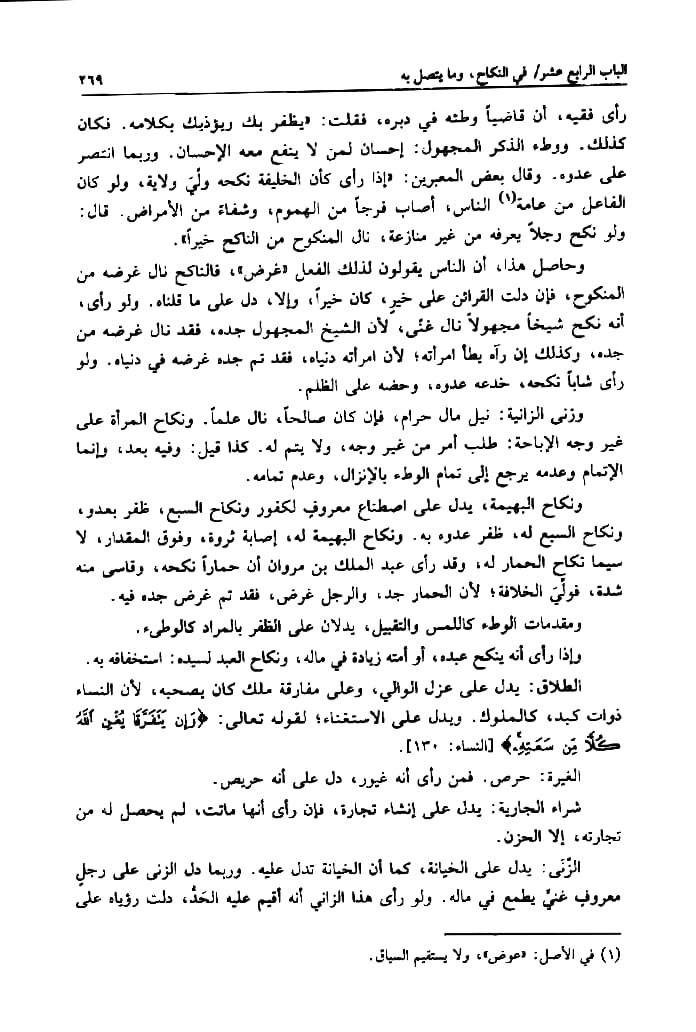 الباب الرابع عشر/ في النكاح، وما يتصل به ٢٦٩
رأى فقيه، أن قاضياً وطئه في دبره، فقلت: «يظفر بك ويؤذيك بكلامه. فكان
كذلك. ووطء الذكر المجهول: إحسان لمن لا ينفع معه الإحسان. وربما انتصر
على عدوه. وقال بعض المعبرين: «إذا رأى كأن الخليفة نكحه وليَ ولاية، ولو كان
الفاعل من عامة(١) الناس، أصاب فرجاً من الهموم، وشفاءً من الأمراض. قال:
ولو نكح رجلاً يعرفه من غير منازعة، نال المنكوح من الناكح خيراً».
وحاصل هذا، أن الناس يقولون لذلك الفعل «غرض»، فالناكح نال غرضه من
المنكوح، فإن دلت القرائن على خيرٍ، كان خيراً، وإلا، دل على ما قلناه. ولو رأى،
أنه نكح شيخاً مجهولاً نال غنًى، لأن الشيخ المجهول جده، فقد نال غرضه من
جده، وكذلك إن رآه يطأ امرأته؛ لأن امرأته دنياه، فقد تم جده غرضه في دنياه. ولو
رأى شاباً نكحه، خدعه عدوه، وحضه على الظلم.
وزنى الزانية: نيل مال حرام، فإن كان صالحاً، نال علماً. ونكاح المرأة على
غير وجه الإباحة: طلب أمر من غير وجه، ولا يتم له. كذا قيل: وفيه بعد، وإنما
الإتمام وعدمه يرجع إلى تمام الوطء بالإنزال، وعدم تمامه.
ونكاح البهيمة، يدل على اصطناع معروفٍ لكفور ونكاح السبع، ظفر بعدو،
ونكاح السبع له، ظفر عدوه به. ونكاح البهيمة له، إصابة ثروة، وفوق المقدار، لا
سيما نكاح الحمار له، وقد رأى عبد الملك بن مروان أن حماراً نكحه، وقاسى منه
شدة، فوليَ الخلافة؛ لأن الحمار جد، والرجل غرض، فقد تم غرض جده فيه.
ومقدمات الوطء كاللمس والتقبيل، يدلان على الظفر بالمراد كالوطىء.
وإذا رأى أنه ينكح عبده، أو أمته زيادة في ماله، ونكاح العبد لسيده: استخفافه به.
الطلاق: يدل على عزل الوالي، وعلى مفارقة ملك كان يصحبه، لأن النساء
ذوات كيد، كالملوك. ويدل على الاستغناء؛ لقوله تعالى: ﴿وَإِن يَتَفَرَّقَا يُغْنِ ٱللَّهُ
كُلًّا مِّن سَعَتِهِۦ﴾ [النساء: ١٣٠].
الغيرة: حرص. فمن رأى أنه غيور، دل على أنه حريص.
شراء الجارية: يدل على إنشاء تجارة، فإن رأى أنها ماتت، لم يحصل له من
تجارته، إلا الحزن.
الزّنَى: يدل على الخيانة، كما أن الخيانة تدل عليه. وربما دل الزنى على رجلٍ
معروفٍ غنيٍّ يطمع في ماله. ولو رأى هذا الزاني أنه أقيم عليه الحَدُّ، دلت رؤياه على
(١) في الأصل: «عوض»، ولا يستقيم السياق.